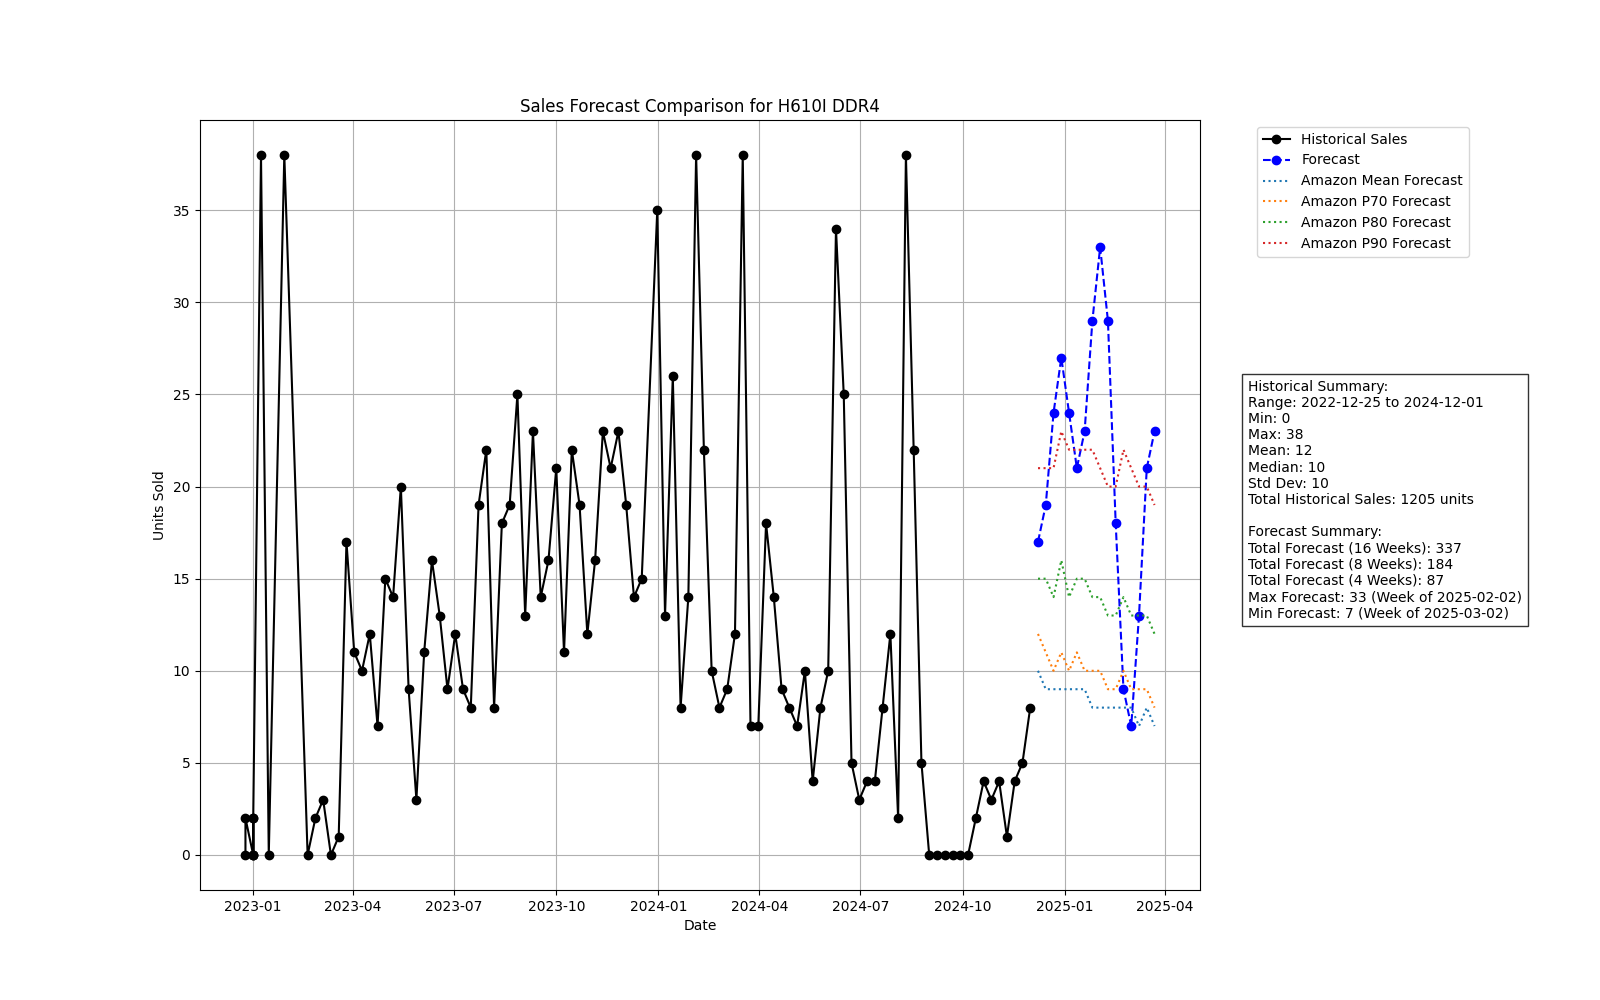 Sales Forecast Comparison for H610I DDR4
Historical Sales
Forecast
Amazon Mean Forecast
Amazon P70 Forecast
Amazon P80 Forecast
Amazon P90 Forecast
35
30
25
20
15
10
5
0
Units Sold
Historical Summary:
Range: 2022-12-25 to 2024-12-01
Min: 0
Max: 38
Mean: 12
Median: 10
Std Dev: 10
Total Historical Sales: 1205 units
Forecast Summary:
Total Forecast (16 Weeks): 337
Total Forecast (8 Weeks): 184
Total Forecast (4 Weeks): 87
Max Forecast: 33 (Week of 2025-02-02)
Min Forecast: 7 (Week of 2025-03-02)
2023-01 2023-04 2023-07 2023-10 2024-01 2024-04 2024-07 2024-10 2025-01 2025-04
Date